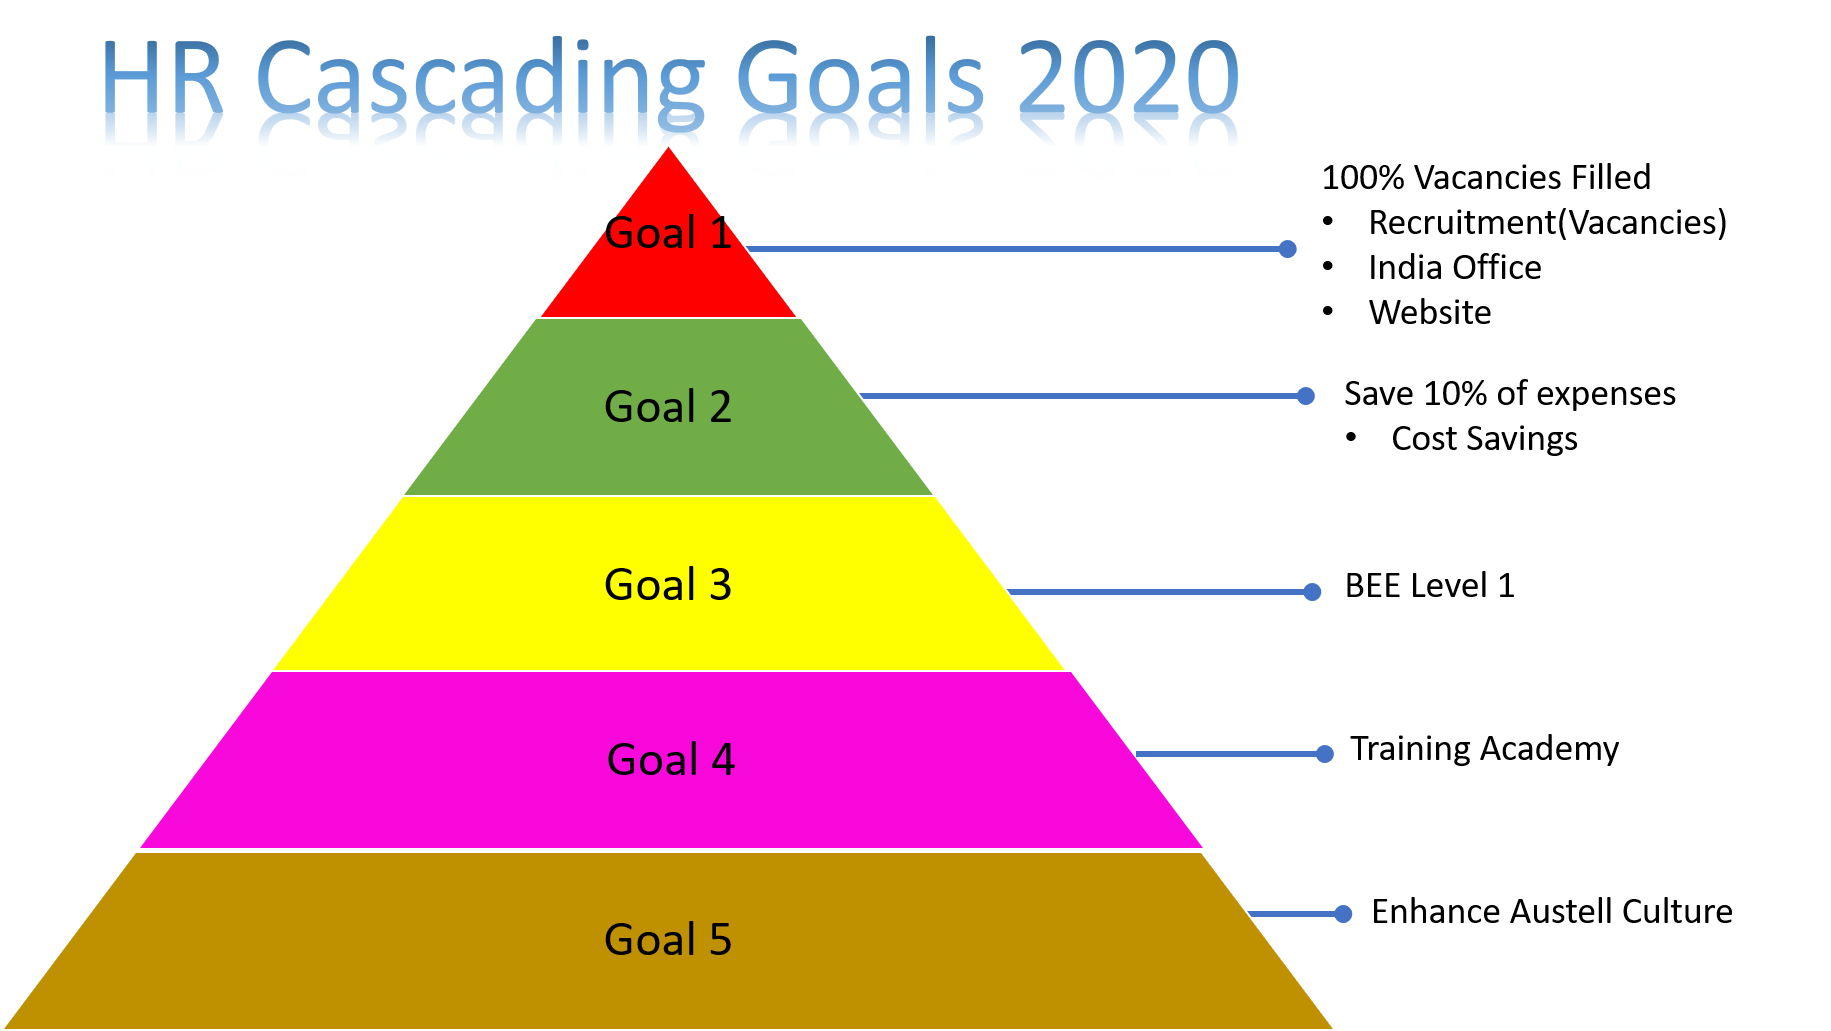 HR Cascading Goals 2020
Goal 1
100% Vacancies Filled
• Recruitment(Vacancies)
• India Office
• Website
Goal 2
Save 10% of expenses
• Cost Savings
Goal 3
BEE Level 1
Goal 4
Training Academy
Goal 5
Enhance Austell Culture